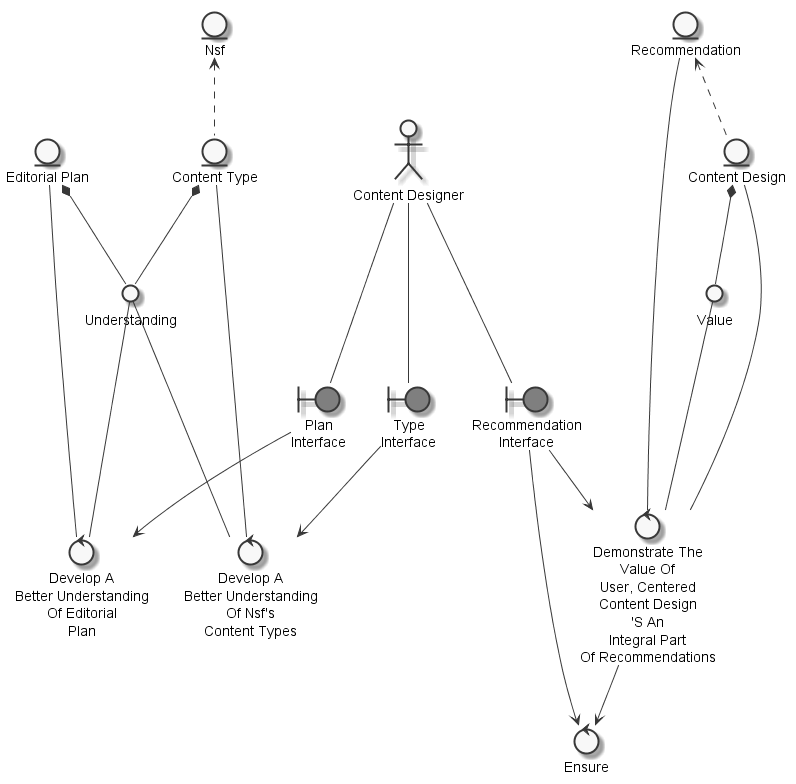 Nsf
Recommendation
Editorial Plan
Content Type
Content Designer
Content Design
Understanding
Value
Plan
Interface
Type
Interface
Recommendation
Interface
Develop A
Better Understanding
Of Editorial
Plan
Develop A
Better Understanding
Of Nsf's
Content Types
Demonstrate The
Value Of
User, Centered
Content Design
'S An
Integral Part
Of Recommendations
Ensure